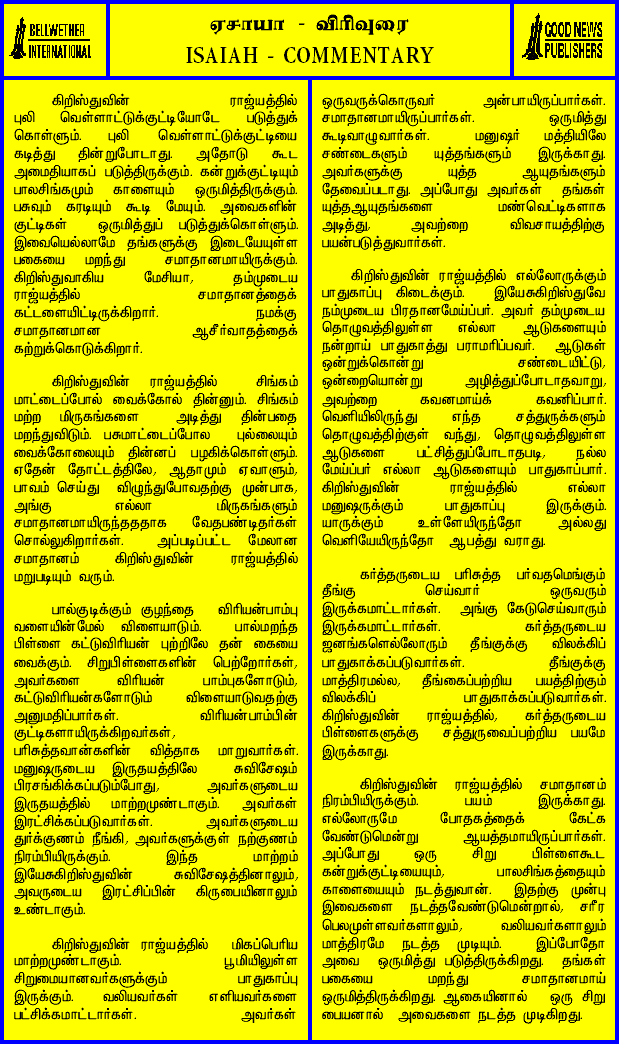 BELLWETHER
INTERNATIONAL
ஏசாயா - விரிவுரை
ISAIAH - COMMENTARY
GOOD NEWS
PUBLISHERS
கிறிஸ்துவின் ராஜ்யத்தில்
புலி வெள்ளாட்டுக்குட்டியோடே படுத்துக்
கொள்ளும். புலி வெள்ளாட்டுக்குட்டியை
கடித்து தின்றுபோடாது. அதோடு கூட
அமைதியாகப் படுத்திருக்கும். கன்றுக்குட்டியும்
பாலசிங்கமும் காளையும் ஒருமித்திருக்கும்.
பசுவும் கரடியும் கூடி மேயும். அவைகளின்
குட்டிகள் ஒருமித்துப் படுத்துக்கொள்ளும்.
இவையெல்லாமே தங்களுக்கு இடையேயுள்ள
பகையை மறந்து சமாதானமாயிருக்கும்.
கிறிஸ்துவாகிய மேசியா, தம்முடைய
ராஜ்யத்தில் சமாதானத்தைக்
கட்டளையிட்டிருக்கிறார். நமக்கு
சமாதானமான ஆசீர்வாதத்தைக்
கற்றுக்கொடுக்கிறார்.
கிறிஸ்துவின் ராஜ்யத்தில் சிங்கம்
மாட்டைப்போல் வைக்கோல் தின்னும். சிங்கம்
மற்ற மிருகங்களை அடித்து தின்பதை
மறந்துவிடும். பசுமாட்டைப்போல புல்லையும்
வைக்கோலையும் தின்னப் பழகிக்கொள்ளும்.
ஏதேன் தோட்டத்திலே, ஆதாமும் ஏவாளும்,
பாவம் செய்து விழுந்துபோவதற்கு முன்பாக,
அங்கு எல்லா மிருகங்களும்
சமாதானமாயிருந்தததாக வேதபண்டிதர்கள்
சொல்லுகிறார்கள். அப்படிப்பட்ட மேலான
சமாதானம் கிறிஸ்துவின் ராஜ்யத்தில்
மறுபடியும் வரும்.
பால்குடிக்கும் குழந்தை விரியன்பாம்பு
வளையின்மேல் விளையாடும். பால்மறந்த
பிள்ளை கட்டுவிரியன் புற்றிலே தன் கையை
வைக்கும். சிறுபிள்ளைகளின் பெற்றோர்கள்,
அவர்களை விரியன் பாம்புகளோடும்,
கட்டுவிரியன்களோடும் விளையாடுவதற்கு
அனுமதிப்பார்கள். விரியன்பாம்பின்
குட்டிகளாயிருக்கிறவர்கள்,
பரிசுத்தவான்களின் வித்தாக மாறுவார்கள்.
மனுஷருடைய இருதயத்திலே சுவிசேஷம்
பிரசங்கிக்கப்படும்போது, அவர்களுடைய
இருதயத்தில் மாற்றமுண்டாகும். அவர்கள்
இரட்சிக்கப்படுவார்கள். அவர்களுடைய
துர்க்குணம் நீங்கி, அவர்களுக்குள் நற்குணம்
நிரம்பியிருக்கும். இந்த மாற்றம்
இயேசுகிறிஸ்துவின் சுவிசேஷத்தினாலும்,
அவருடைய இரட்சிப்பின் கிருபையினாலும்
உண்டாகும்.
கிறிஸ்துவின் ராஜ்யத்தில் மிகப்பெரிய
மாற்றமுண்டாகும். பூமியிலுள்ள
சிறுமையானவர்களுக்கும் பாதுகாப்பு
இருக்கும். வலியவர்கள் எளியவர்களை
பட்சிக்கமாட்டார்கள். அவர்கள்
ஒருவருக்கொருவர் அன்பாயிருப்பார்கள்.
சமாதானமாயிருப்பார்கள். ஒருமித்து
கூடிவாழுவார்கள். மனுஷர் மத்தியிலே
சண்டைகளும் யுத்தங்களும் இருக்காது.
அவர்களுக்கு யுத்த ஆயுதங்களும்
தேவைப்படாது. அப்போது அவர்கள் தங்கள்
யுத்தஆயுதங்களை மண்வெட்டிகளாக
அடித்து, அவற்றை விவசாயத்திற்கு
பயன்படுத்துவார்கள்.
கிறிஸ்துவின் ராஜ்யத்தில் எல்லோருக்கும்
பாதுகாப்பு கிடைக்கும். இயேசுகிறிஸ்துவே
நம்முடைய பிரதானமேய்ப்பர். அவர் தம்முடைய
தொழுவத்திலுள்ள எல்லா ஆடுகளையும்
நன்றாய் பாதுகாத்து பராமரிப்பவர். ஆடுகள்
ஒன்றுக்கொன்று சண்டையிட்டு,
ஒன்றையொன்று அழித்துப்போடாதவாறு,
அவற்றை கவனமாய்க் கவனிப்பார்.
வெளியிலிருந்து எந்த சத்துருக்களும்
தொழுவத்திற்குள் வந்து, தொழுவத்திலுள்ள
ஆடுகளை பட்சித்துப்போடாதபடி, நல்ல
மேய்ப்பர் எல்லா ஆடுகளையும் பாதுகாப்பார்.
கிறிஸ்துவின் ராஜ்யத்தில் எல்லா
மனுஷருக்கும் பாதுகாப்பு இருக்கும்.
யாருக்கும் உள்ளேயிருந்தோ அல்லது
வெளியேயிருந்தோ ஆபத்து வராது.
கர்த்தருடைய பரிசுத்த பர்வதமெங்கும்
தீங்கு செய்வார் ஒருவரும்
இருக்கமாட்டார்கள். அங்கு கேடுசெய்வாரும்
இருக்கமாட்டார்கள். கர்த்தருடைய
ஜனங்களெல்லோரும் தீங்குக்கு விலக்கிப்
பாதுகாக்கப்படுவார்கள். தீங்குக்கு
மாத்திரமல்ல, தீங்கைப்பற்றிய பயத்திற்கும்
விலக்கிப் பாதுகாக்கப்படுவார்கள்.
கிறிஸ்துவின் ராஜ்யத்தில், கர்த்தருடைய
பிள்ளைகளுக்கு சத்துருவைப்பற்றிய பயமே
இருக்காது.
கிறிஸ்துவின் ராஜ்யத்தில் சமாதானம்
நிரம்பியிருக்கும். பயம் இருக்காது.
எல்லோருமே போதகத்தைக் கேட்க
வேண்டுமென்று ஆயத்தமாயிருப்பார்கள்.
அப்போது ஒரு சிறு பிள்ளைகூட
கன்றுக்குட்டியையும், பாலசிங்கத்தையும்
காளையையும் நடத்துவான். இதற்கு முன்பு
இவைகளை நடத்தவேண்டுமென்றால், சரீர
பெலமுள்ளவர்களாலும், வலியவர்களாலும்
மாத்திரமே நடத்த முடியும். இப்போதோ
அவை ஒருமித்து படுத்திருக்கிறது. தங்கள்
பகையை மறந்து சமாதானமாய்
ஒருமித்திருக்கிறது. ஆகையினால் ஒரு சிறு
பையனால் அவைகளை நடத்த முடிகிறது.